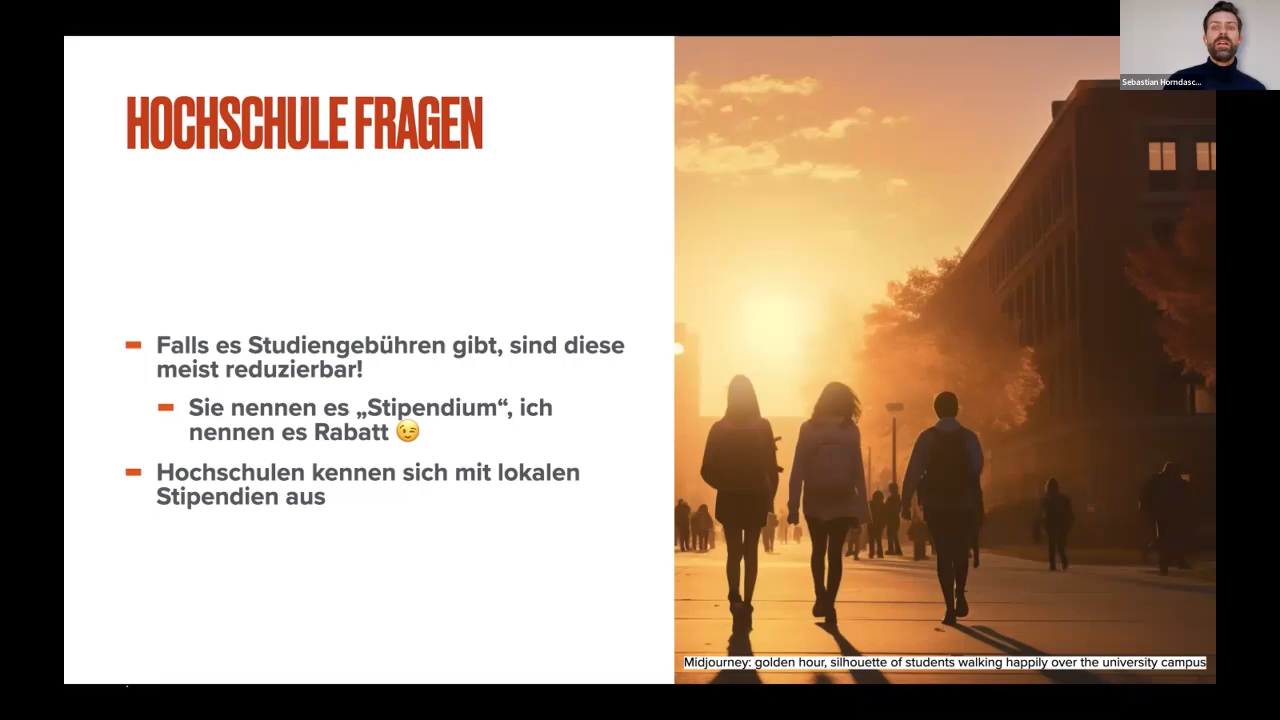 HOCHSCHULE FRAGEN
Falls es Studiengebühren gibt, sind diese
meist reduzierbar!
Sie nennen es „Stipendium“, ich
nennen es Rabatt 😉
Hochschulen kennen sich mit lokalen
Stipendien aus
Midjourney: golden hour, silhouette of students walking happily over the university campus
Sebastian Horndasc...